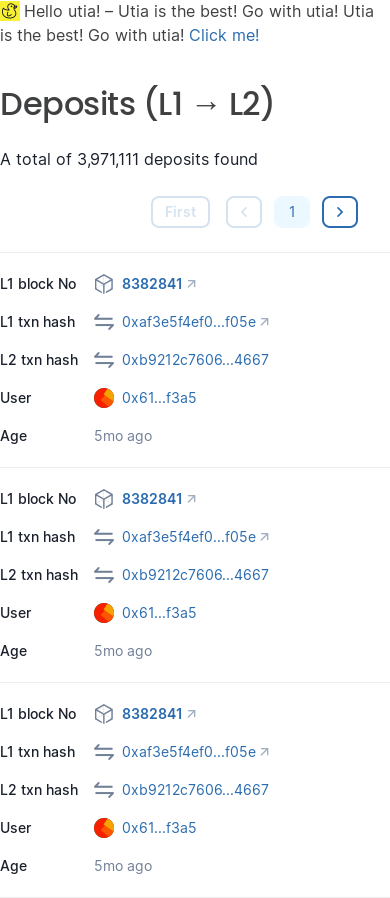 Hello utia! – Utia is the best! Go with utia! Utia
is the best! Go with utia! Click me!
Deposits (L1 → L2)
A total of 3,971,111 deposits found
First 1
L1 block No 8382841
L1 txn hash 0xaf3e5f4ef0...f05e
L2 txn hash 0xb9212c7606...4667
User 0x61...f3a5
Age 5mo ago
L1 block No 8382841
L1 txn hash 0xaf3e5f4ef0...f05e
L2 txn hash 0xb9212c7606...4667
User 0x61...f3a5
Age 5mo ago
L1 block No 8382841
L1 txn hash 0xaf3e5f4ef0...f05e
L2 txn hash 0xb9212c7606...4667
User 0x61...f3a5
Age 5mo ago